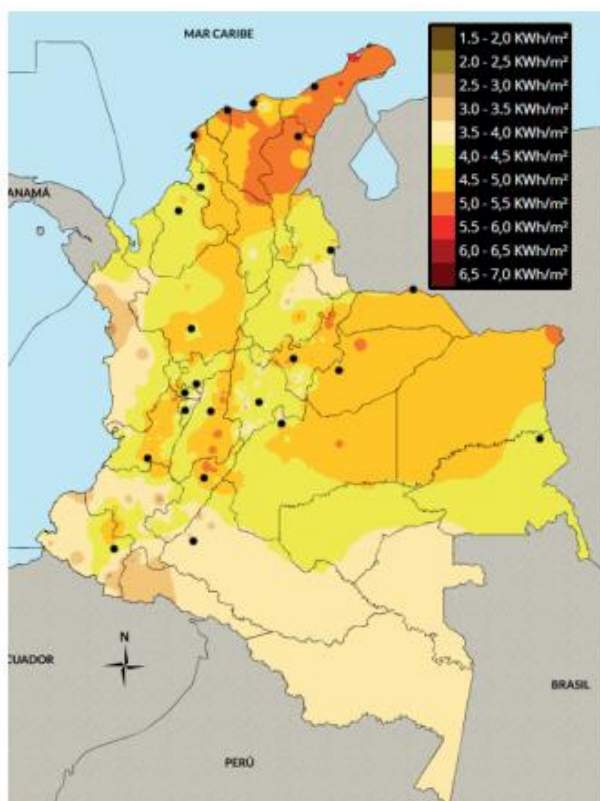 MAR CARIBE
1.5 - 2,0 KWh/m²
2.0 - 2,5 KWh/m²
2.5 - 3,0 KWh/m²
3.0 - 3.5 KWh/m²
3.5 - 4,0 KWh/m²
4,0 - 4,5 KWh/m²
4.5 - 5,0 KWh/m²
5,0 - 5,5 KWh/m²
5.5 - 6,0 KWh/m²
6,0 - 6,5 KWh/m²
6,5 - 7,0 KWh/m²
ANAMÁ
N
CUADOR
BRASIL
PERÚ